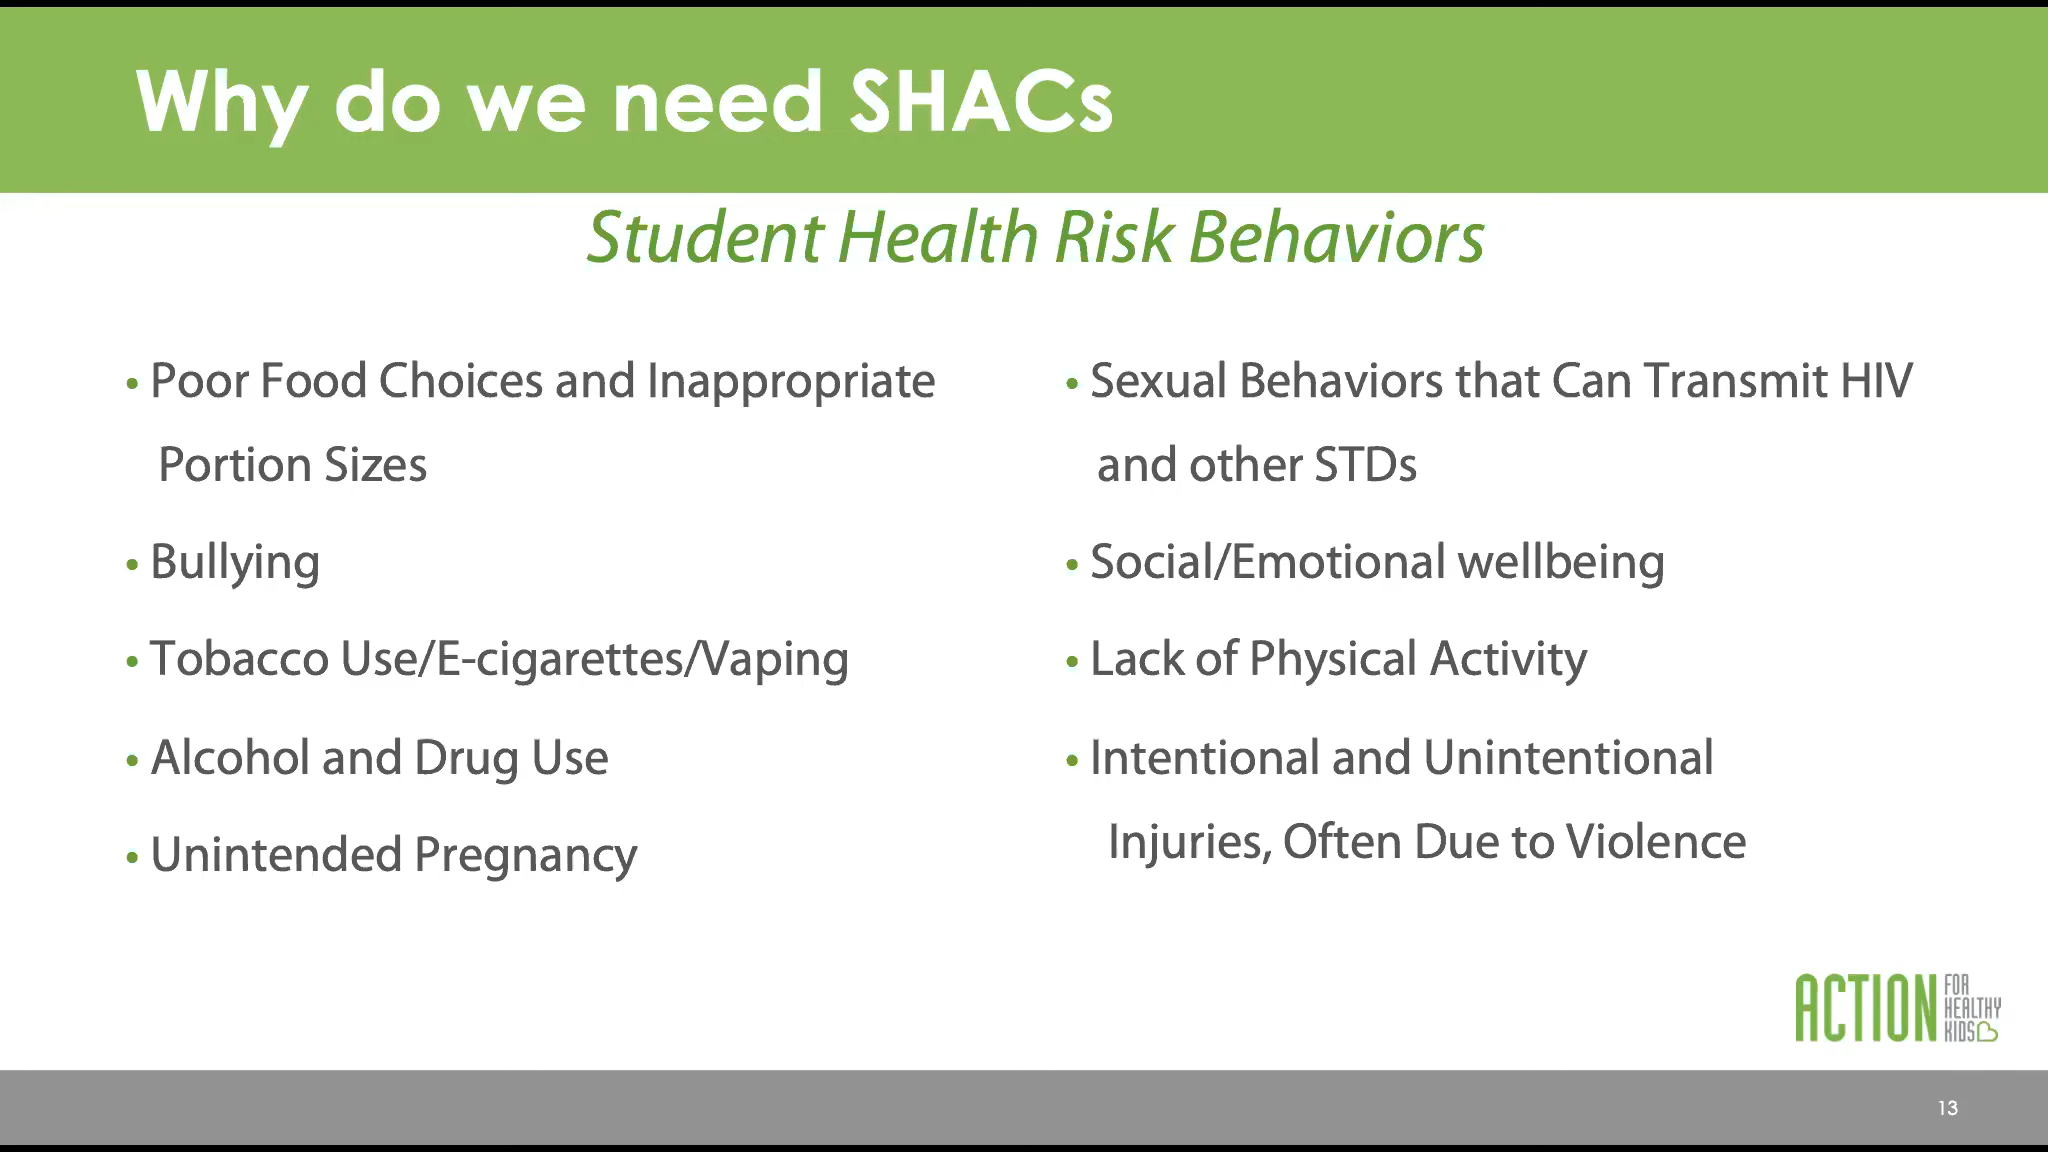 Why do we need SHACs
Student Health Risk Behaviors
• Poor Food Choices and Inappropriate
Portion Sizes
• Bullying
• Tobacco Use/E-cigarettes/Vaping
• Alcohol and Drug Use
• Unintended Pregnancy
• Sexual Behaviors that Can Transmit HIV
and other STDs
• Social/Emotional wellbeing
• Lack of Physical Activity
• Intentional and Unintentional
Injuries, Often Due to Violence
ACTION
FOR
HEALTHY
KIDS
13